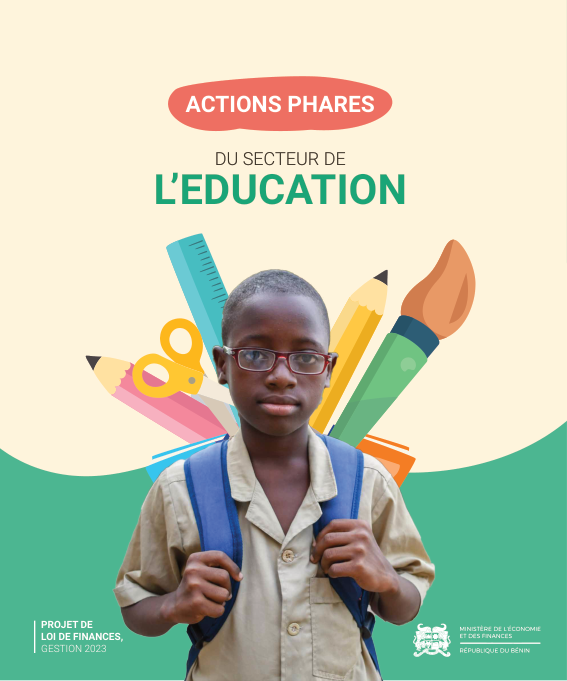 ACTIONS PHARES
DU SECTEUR DE
L'EDUCATION
PROJET DE
LOI DE FINANCES,
GESTION 2023
MINISTÈRE DE L'ÉCONOMIE
ET DES FINANCES
RÉPUBLIQUE DU BÉNIN